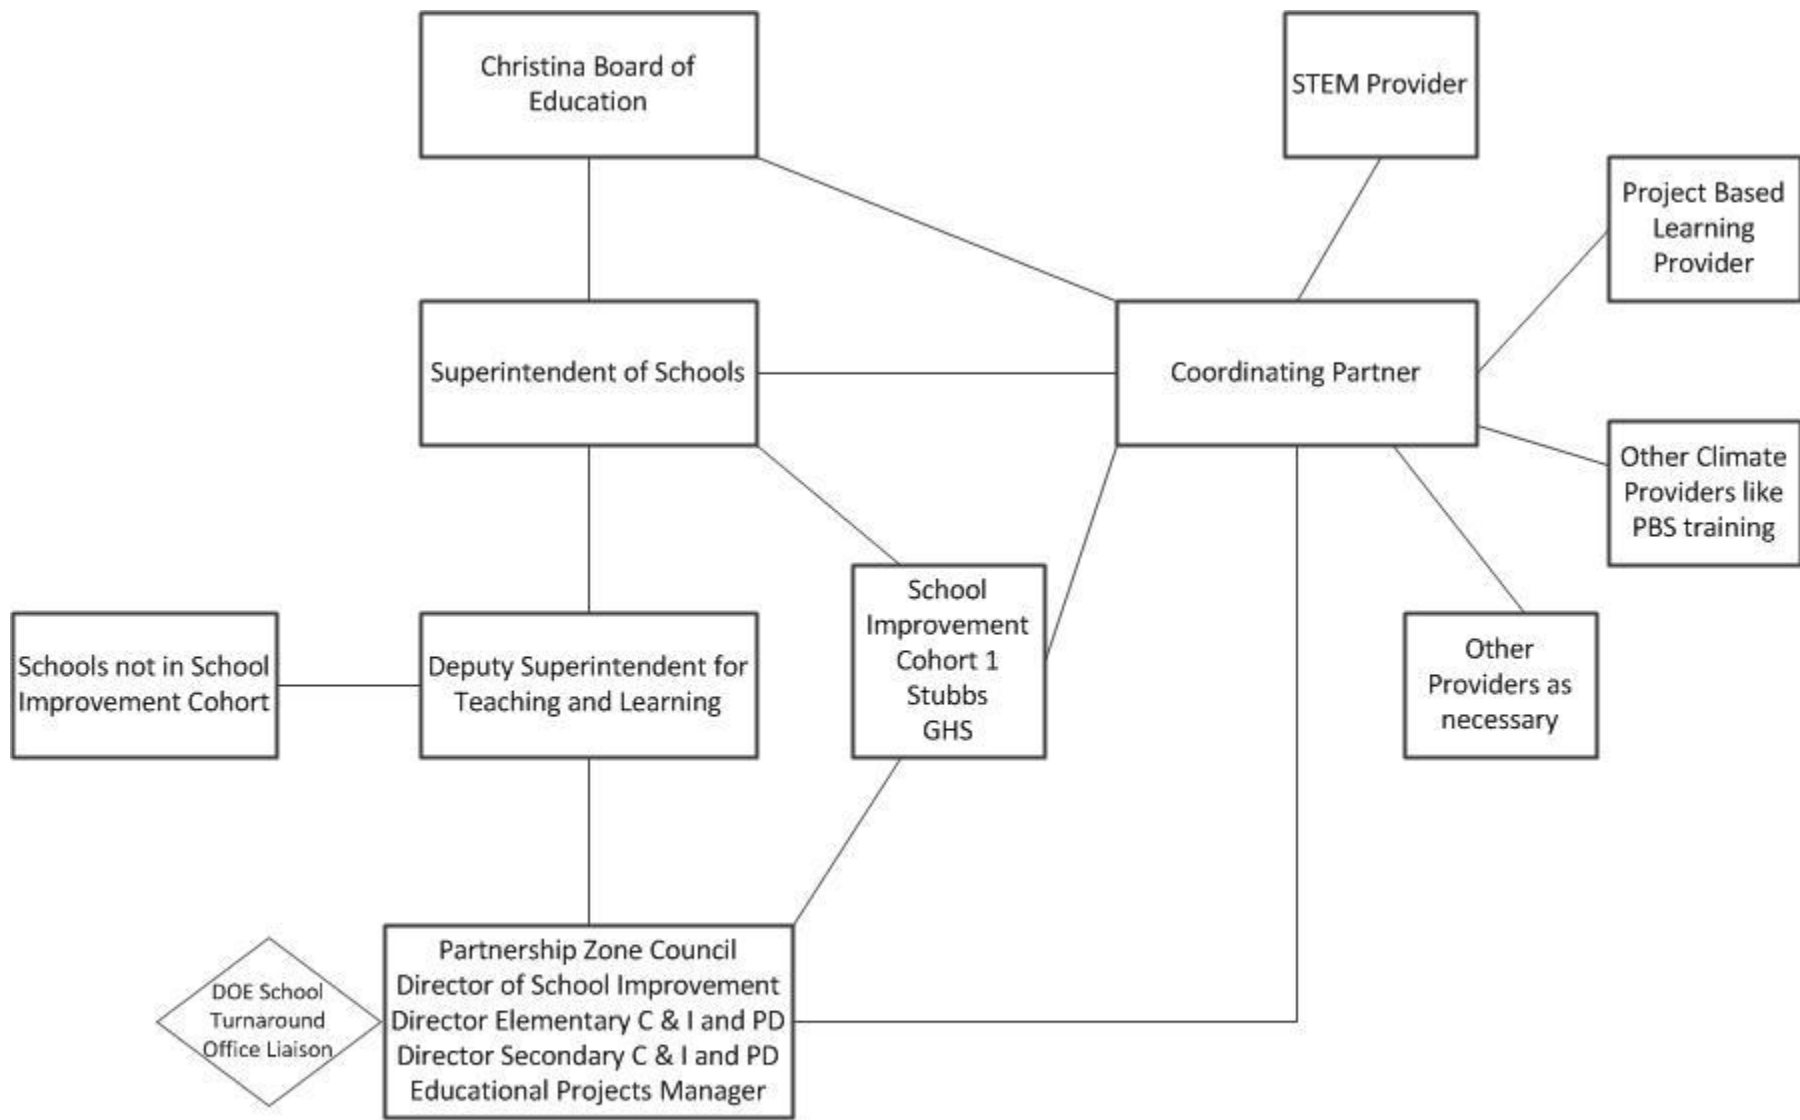 Christina Board of
Education
STEM Provider
Project Based
Learning
Provider
Superintendent of Schools
Coordinating Partner
Other Climate
Providers like
PBS training
School
Improvement
Cohort 1
Stubbs
GHS
Schools not in School
Improvement Cohort
Deputy Superintendent for
Teaching and Learning
Other
Providers as
necessary
DOE School
Turnaround
Office Liaison
Partnership Zone Council
Director of School Improvement
Director Elementary C & I and PD
Director Secondary C & I and PD
Educational Projects Manager